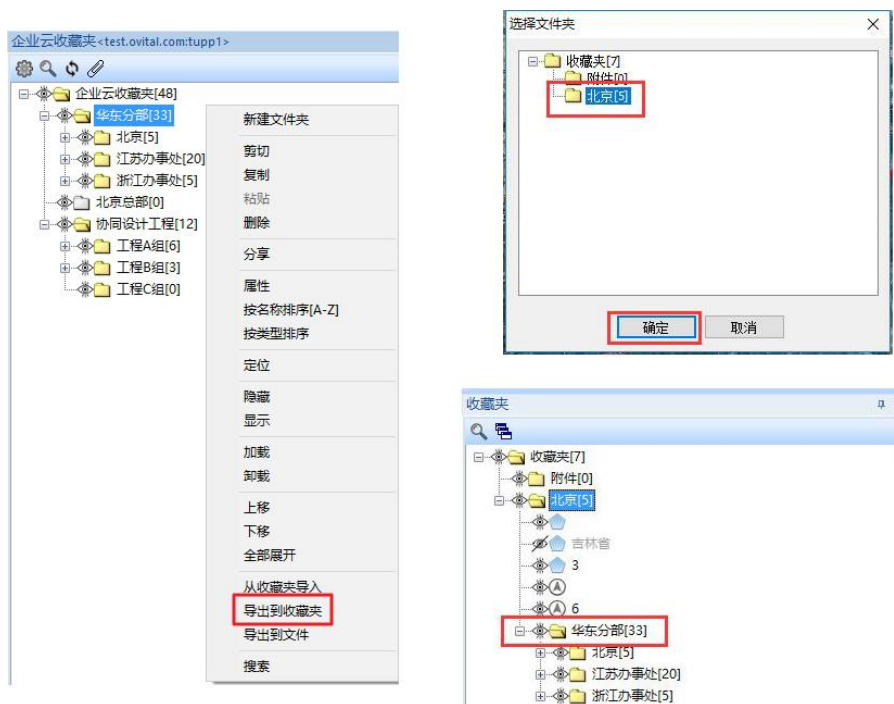 企业云收藏夹<test.ovital.com:tupp1>
企业云收藏夹[48]
华东分部[33]
北京[5]
江苏办事处[20]
浙江办事处[5]
北京总部[0]
协同设计工程[12]
工程A组[6]
工程B组[3]
工程C组[0]
新建文件夹
剪切
复制
粘贴
删除
分享
属性
按名称排序[A-Z]
按类型排序
定位
隐藏
显示
加载
卸载
上移
下移
全部展开
从收藏夹导入
导出到收藏夹
导出到文件
搜索
选择文件夹
收藏夹[7]
附件[0]
北京[5]
确定
取消
收藏夹
收藏夹[7]
附件[0]
北京[5]
吉林省
3
6
华东分部[33]
北京[5]
江苏办事处[20]
浙江办事处[5]